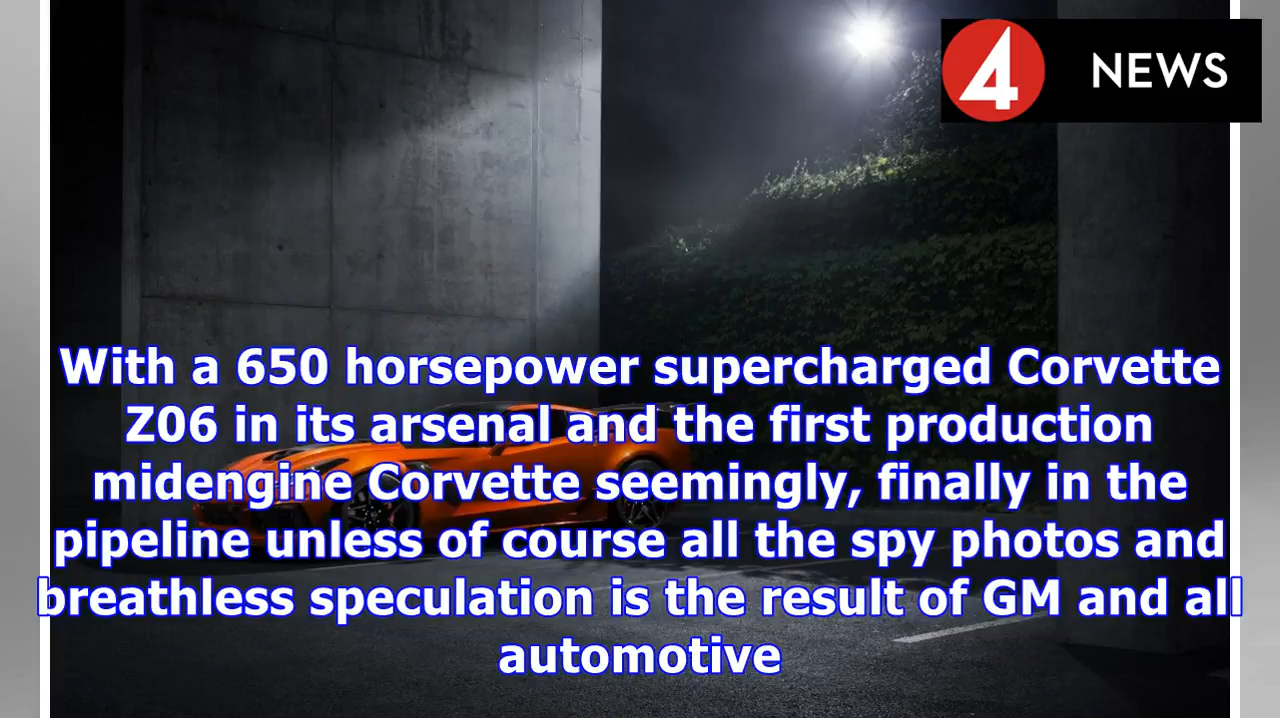 4 NEWS
With a 650 horsepower supercharged Corvette
Z06 in its arsenal and the first production
midengine Corvette seemingly, finally in the
pipeline unless of course all the spy photos and
breathless speculation is the result of GM and all
automotive